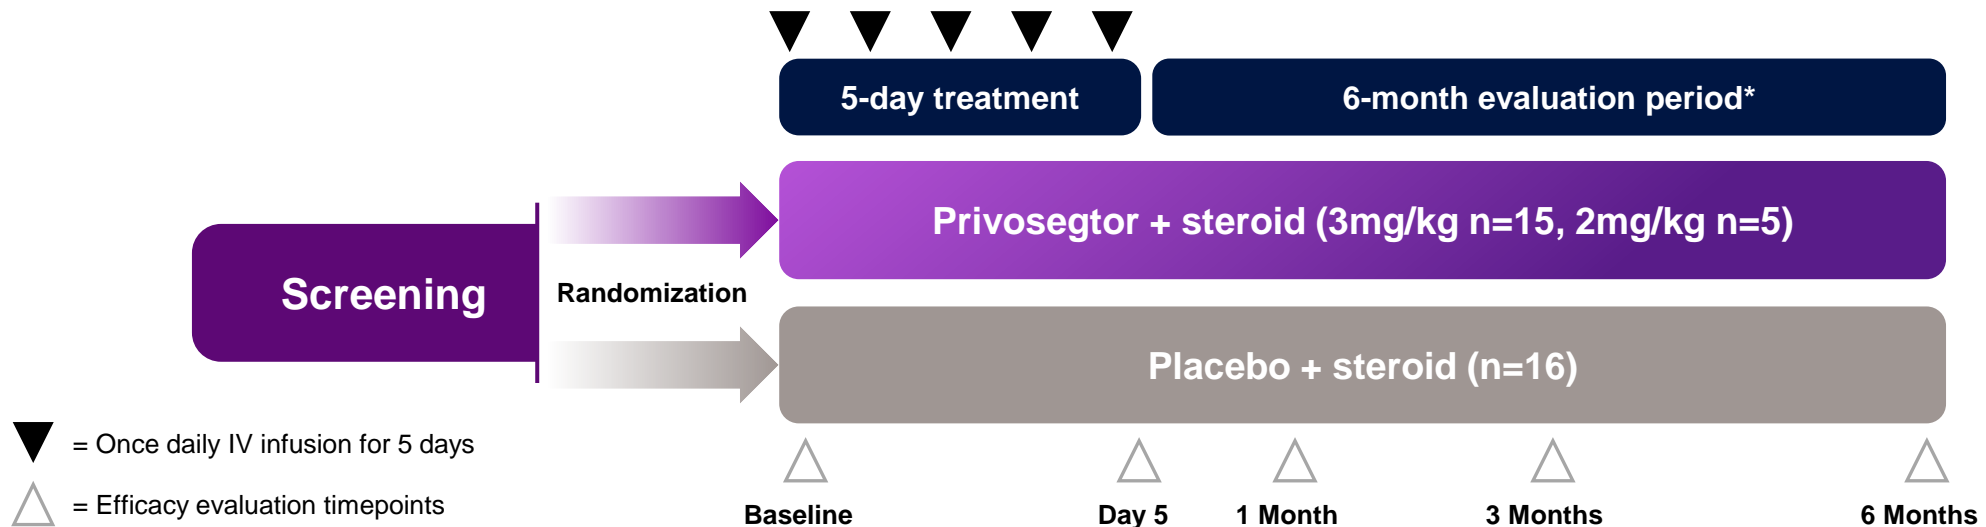 5-day treatment
6-month evaluation period*
Privosegtor + steroid (3mg/kg n=15, 2mg/kg n=5)
Screening
Randomization
Placebo + steroid (n=16)
= Once daily IV infusion for 5 days
= Efficacy evaluation timepoints
Baseline
Day 5
1 Month
3 Months
6 Months